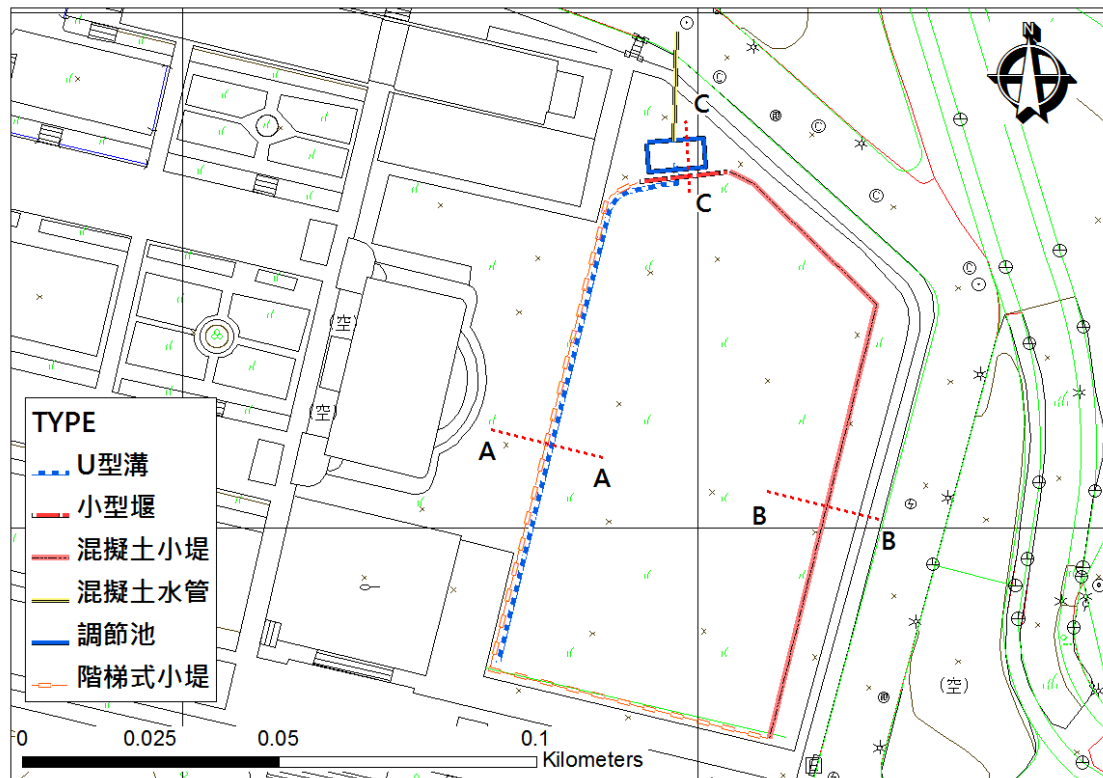 N
C
C
(空)
(空)
A
A
B
B
(空)
TYPE
U型溝
小型堰
混擬土小堤
混擬土水管
調節池
階梯式小堤
0 0.025 0.05 0.1
Kilometers